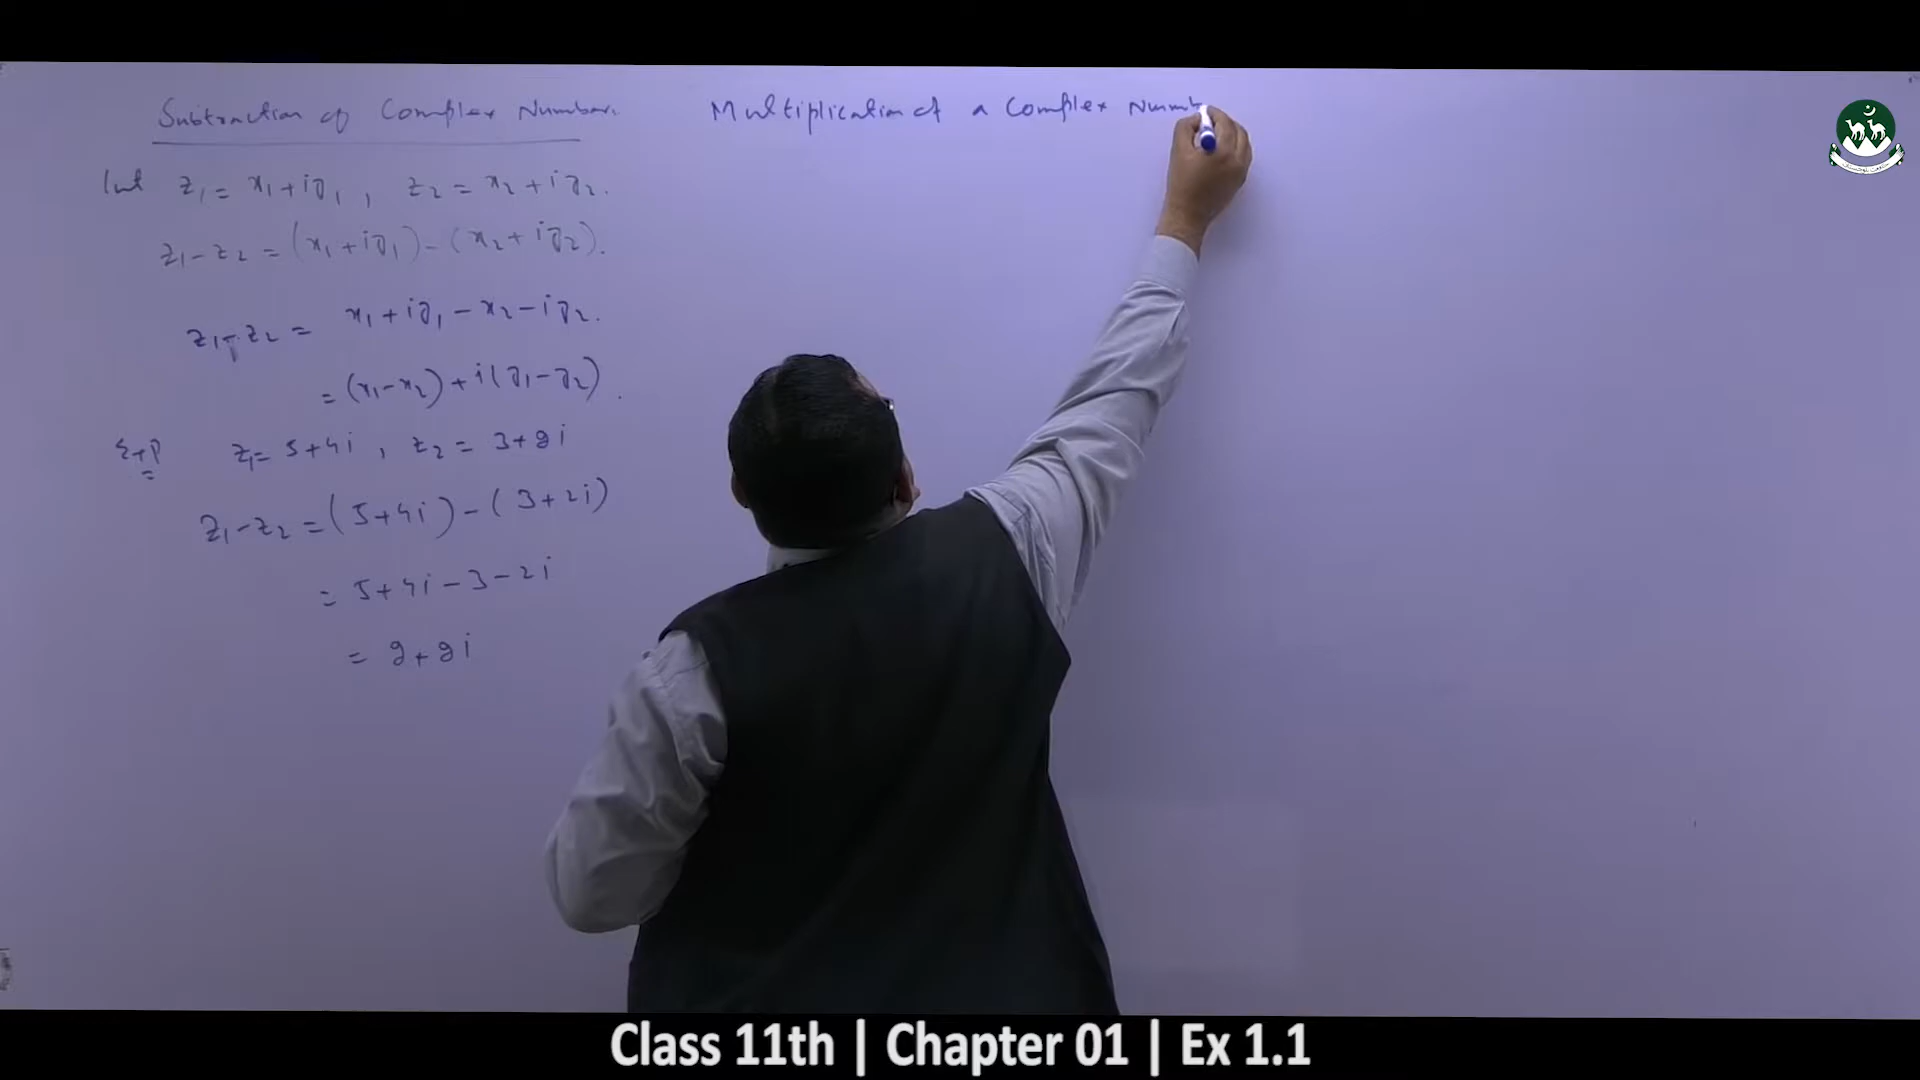 Subtraction of Complex Number.
Let z₁ = x₁ + iy₁ , z₂ = x₂ + iy₂.
z₁ - z₂ = (x₁ + iy₁) - (x₂ + iy₂).
z₁ - z₂ = x₁ + iy₁ - x₂ - iy₂.
= (x₁ - x₂) + i(y₁ - y₂) .
Exp z₁ = 5 + 4i , z₂ = 3 + 2i
z₁ - z₂ = (5 + 4i) - (3 + 2i)
= 5 + 4i - 3 - 2i
= 2 + 2i
Multiplication of a Complex Numb
Class 11th | Chapter 01 | Ex 1.1